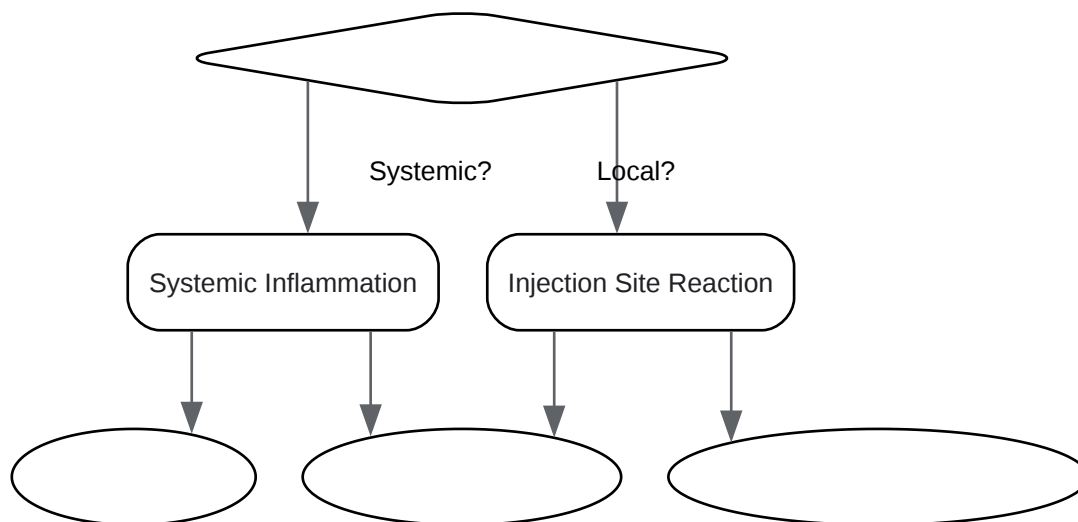 Systemic?
Local?
Systemic Inflammation
Injection Site Reaction